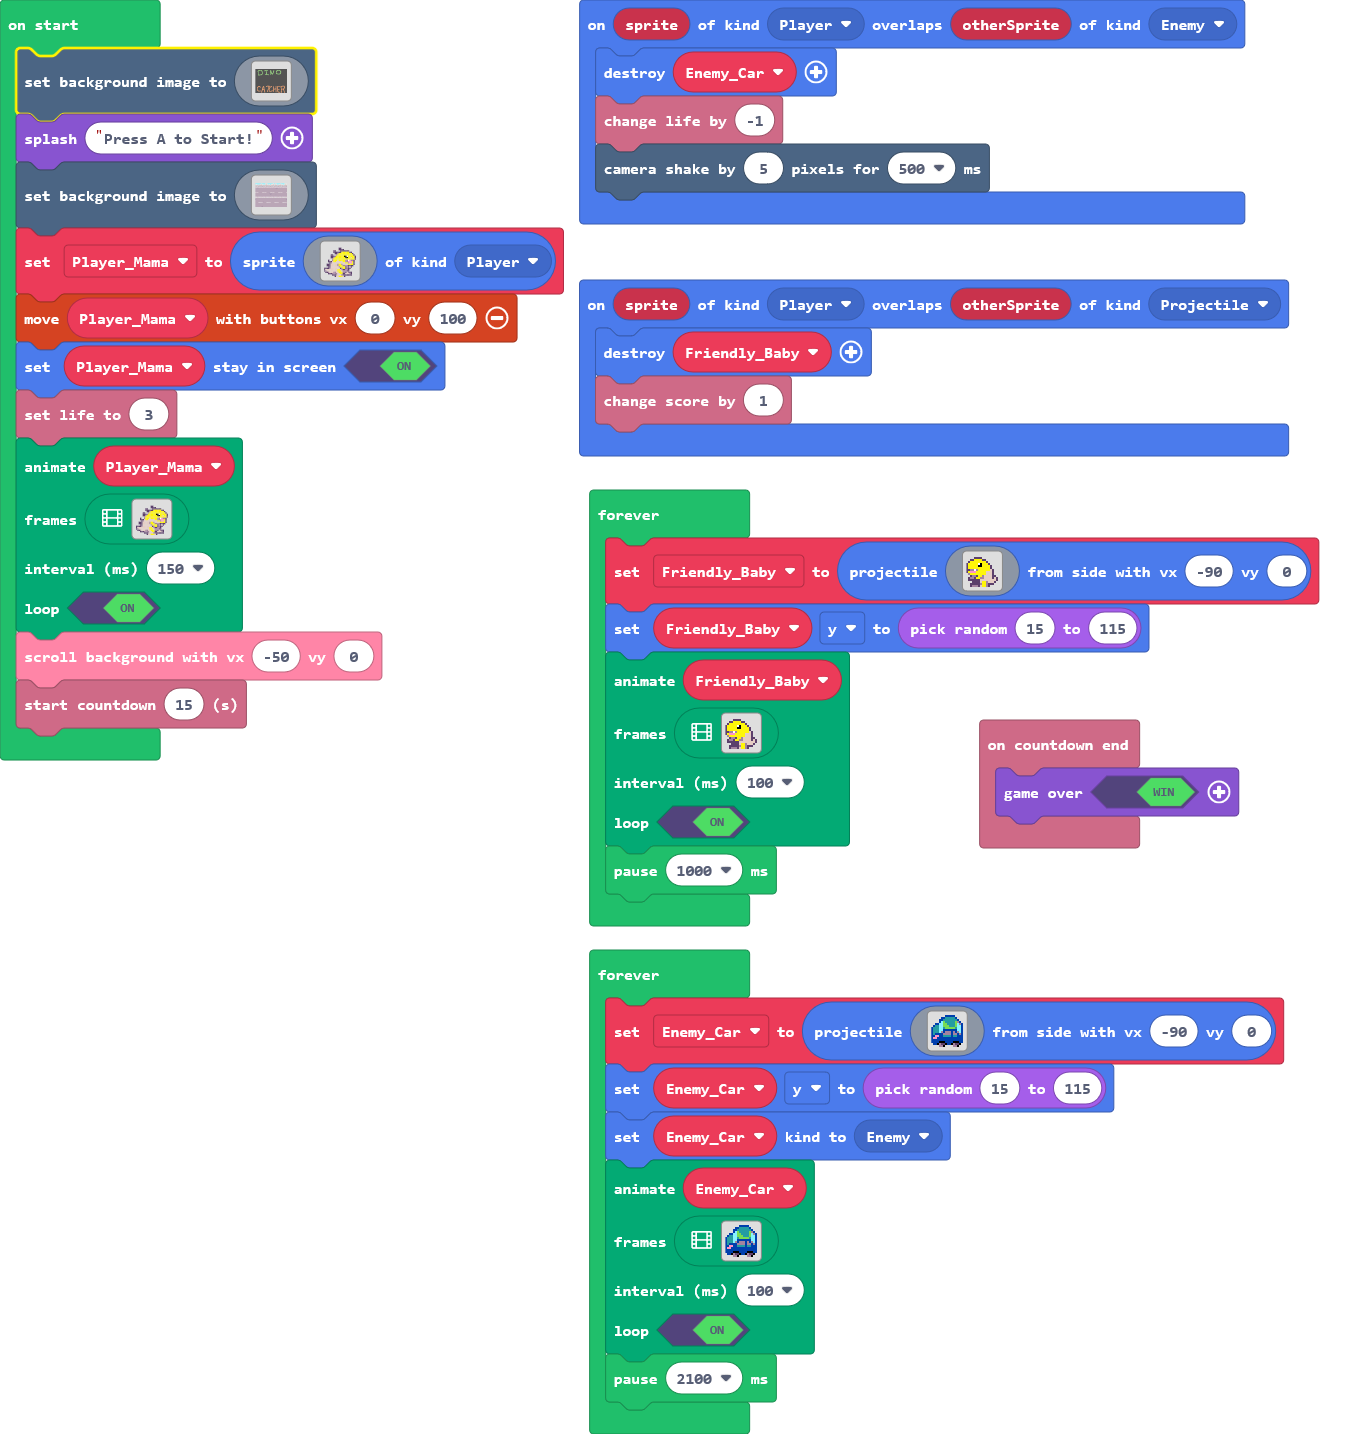 on start
set background image to DINO CATCHER
splash "Press A to Start!"
set background image to
set Player_Mama to sprite of kind Player
move Player_Mama with buttons vx 0 vy 100
set Player_Mama stay in screen ON
set life to 3
animate Player_Mama
frames
interval (ms) 150
loop ON
scroll background with vx -50 vy 0
start countdown 15 (s)
on sprite of kind Player overlaps otherSprite of kind Enemy
destroy Enemy_Car
change life by -1
camera shake by 5 pixels for 500 ms
on sprite of kind Player overlaps otherSprite of kind Projectile
destroy Friendly_Baby
change score by 1
forever
set Friendly_Baby to projectile from side with vx -90 vy 0
set Friendly_Baby y to pick random 15 to 115
animate Friendly_Baby
frames
interval (ms) 100
loop ON
pause 1000 ms
on countdown end
game over WIN
forever
set Enemy_Car to projectile from side with vx -90 vy 0
set Enemy_Car y to pick random 15 to 115
set Enemy_Car kind to Enemy
animate Enemy_Car
frames
interval (ms) 100
loop ON
pause 2100 ms